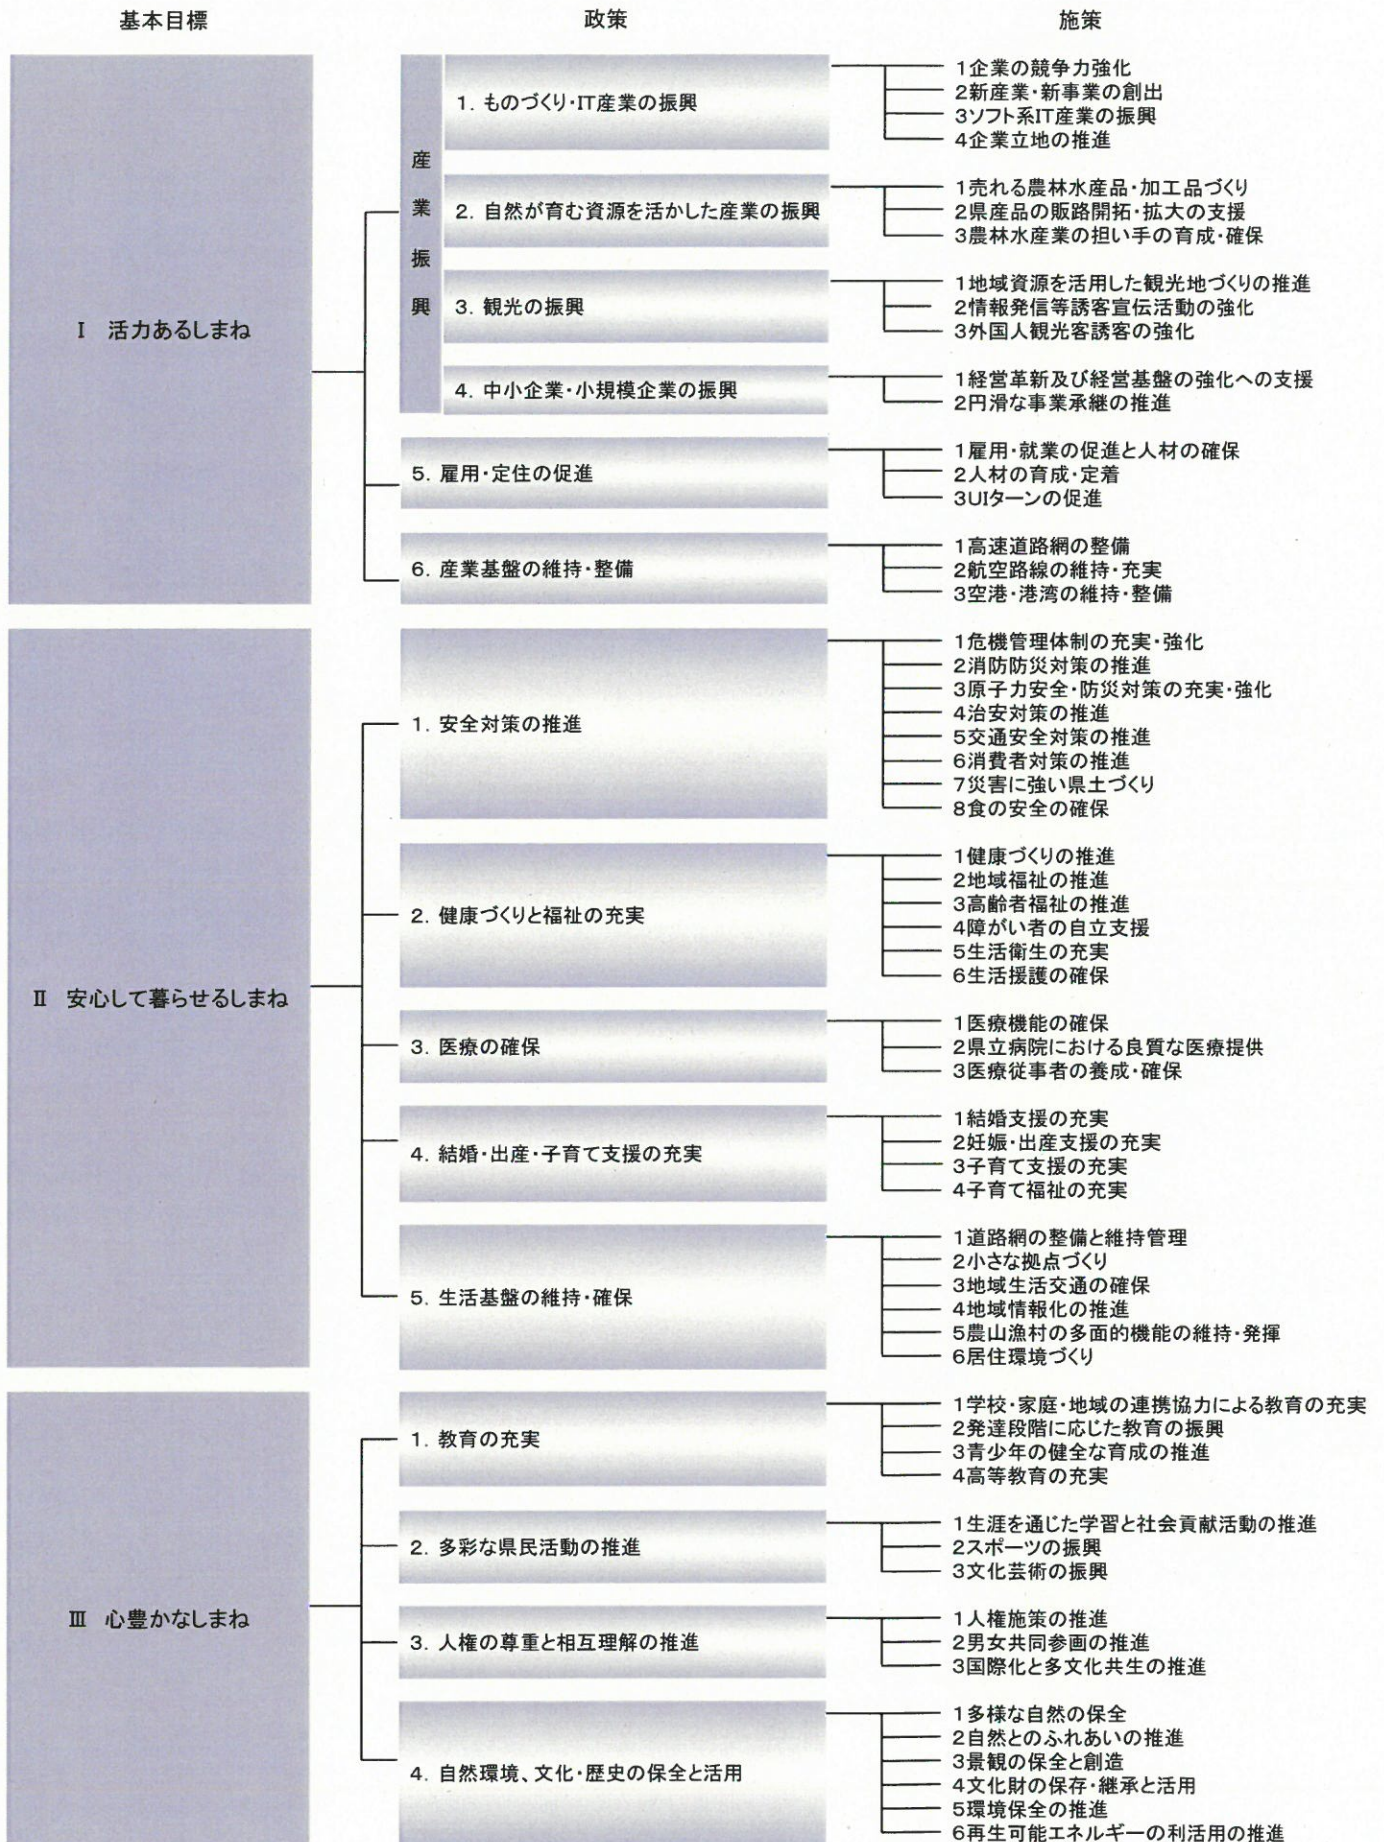 基本目標 政策 施策
Ⅰ 活力あるしまね
産業振興
1. ものづくり・IT産業の振興
1企業の競争力強化
2新産業・新事業の創出
3ソフト系IT産業の振興
4企業立地の推進
2. 自然が育む資源を活かした産業の振興
1売れる農林水産品・加工品づくり
2県産品の販路開拓・拡大の支援
3農林水産業の担い手の育成・確保
3. 観光の振興
1地域資源を活用した観光地づくりの推進
2情報発信等誘客宣伝活動の強化
3外国人観光客誘客の強化
4. 中小企業・小規模企業の振興
1経営革新及び経営基盤の強化への支援
2円滑な事業承継の推進
5. 雇用・定住の促進
1雇用・就業の促進と人材の確保
2人材の育成・定着
3UIターンの促進
6. 産業基盤の維持・整備
1高速道路網の整備
2航空路線の維持・充実
3空港・港湾の維持・整備
Ⅱ 安心して暮らせるしまね
1. 安全対策の推進
1危機管理体制の充実・強化
2消防防災対策の推進
3原子力安全・防災対策の充実・強化
4治安対策の推進
5交通安全対策の推進
6消費者対策の推進
7災害に強い県土づくり
8食の安全の確保
2. 健康づくりと福祉の充実
1健康づくりの推進
2地域福祉の推進
3高齢者福祉の推進
4障がい者の自立支援
5生活衛生の充実
6生活援護の確保
3. 医療の確保
1医療機能の確保
2県立病院における良質な医療提供
3医療従事者の養成・確保
4. 結婚・出産・子育て支援の充実
1結婚支援の充実
2妊娠・出産支援の充実
3子育て支援の充実
4子育て福祉の充実
5. 生活基盤の維持・確保
1道路網の整備と維持管理
2小さな拠点づくり
3地域生活交通の確保
4地域情報化の推進
5農山漁村の多面的機能の維持・発揮
6居住環境づくり
Ⅲ 心豊かなしまね
1. 教育の充実
1学校・家庭・地域の連携協力による教育の充実
2発達段階に応じた教育の振興
3青少年の健全な育成の推進
4高等教育の充実
2. 多彩な県民活動の推進
1生涯を通じた学習と社会貢献活動の推進
2スポーツの振興
3文化芸術の振興
3. 人権の尊重と相互理解の推進
1人権施策の推進
2男女共同参画の推進
3国際化と多文化共生の推進
4. 自然環境、文化・歴史の保全と活用
1多様な自然の保全
2自然とのふれあいの推進
3景観の保全と創造
4文化財の保存・継承と活用
5環境保全の推進
6再生可能エネルギーの利活用の推進